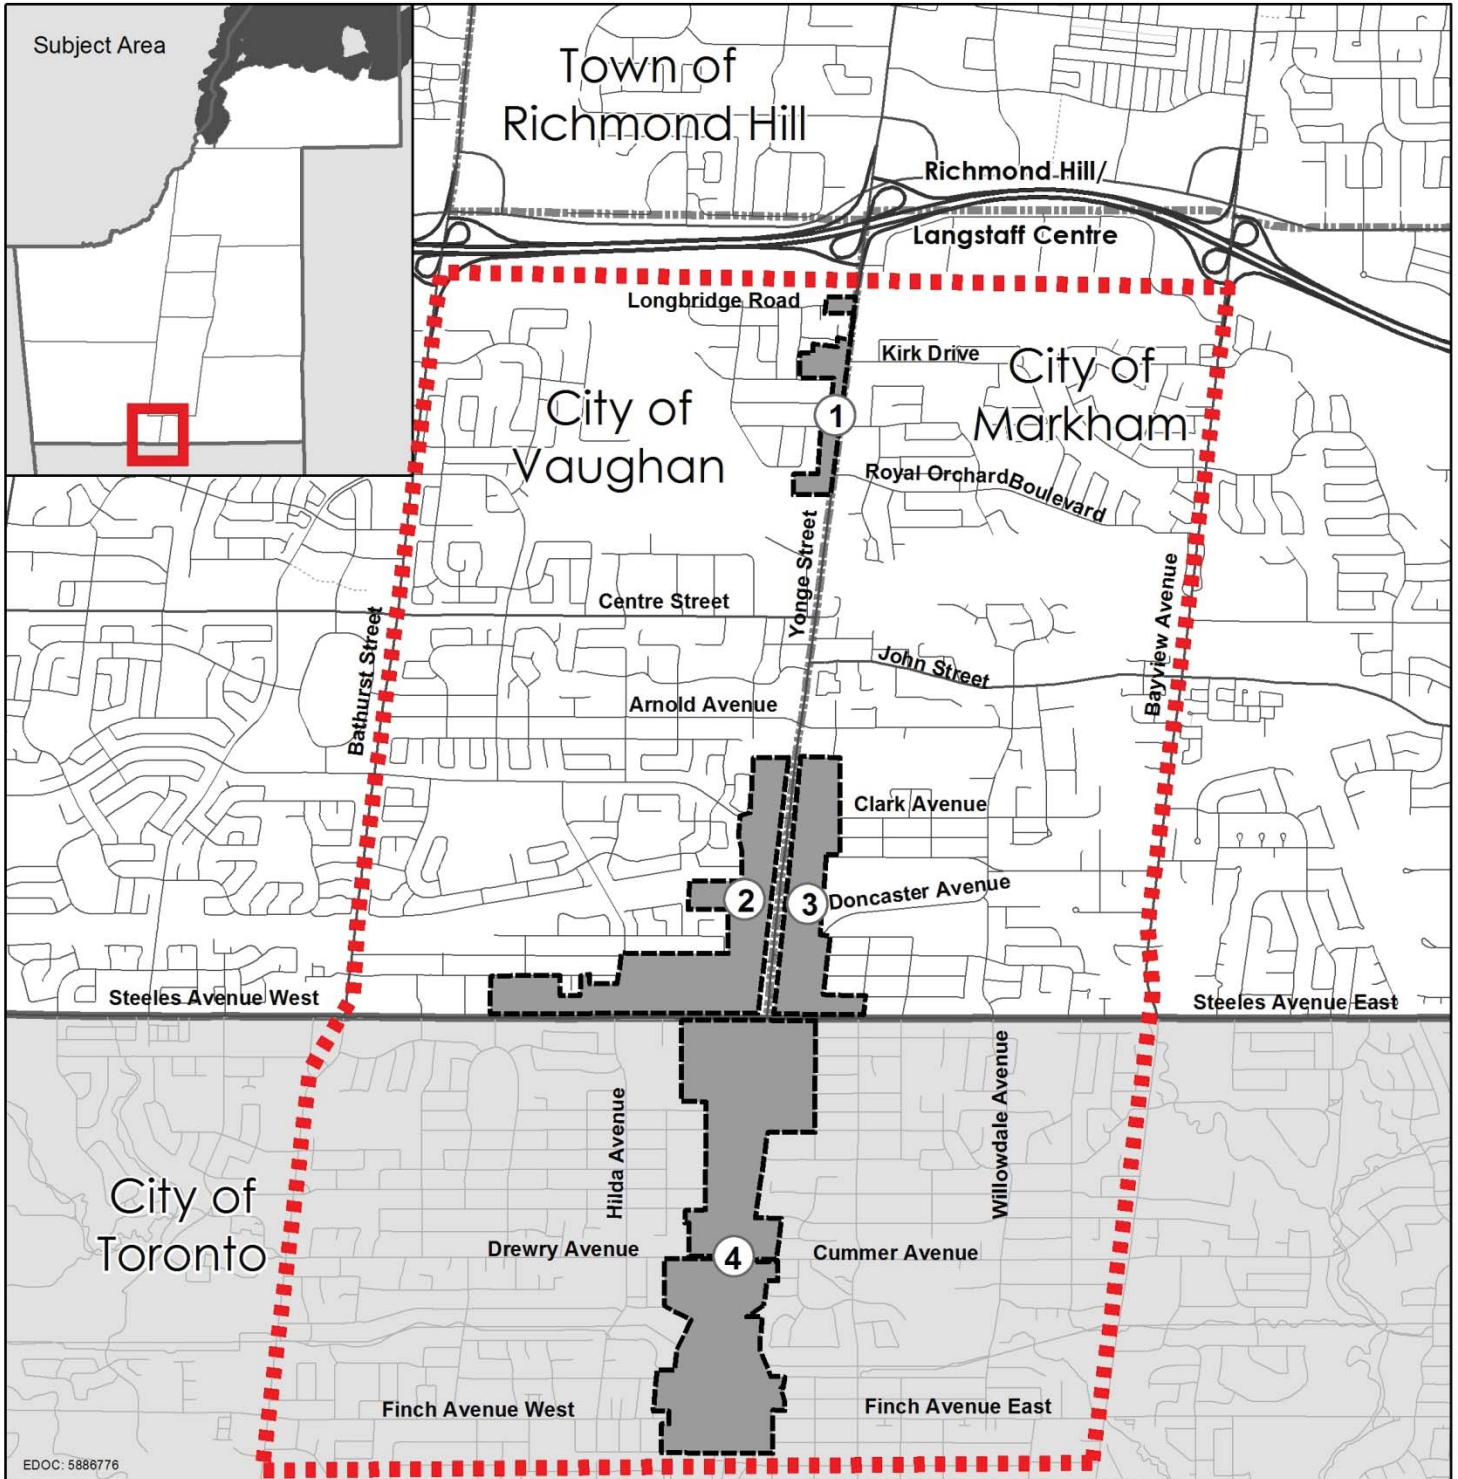 Subject Area
Town of
Richmond Hill
Richmond Hill/
Langstaff Centre
Longbridge Road
Kirk Drive
City of
Markham
City of
Vaughan
1
Royal Orchard Boulevard
Yonge Street
Centre Street
Bathurst Street
Bayview Avenue
John Street
Arnold Avenue
Clark Avenue
2
3
Doncaster Avenue
Steeles Avenue West
Steeles Avenue East
Hilda Avenue
Willowdale Avenue
City of
Toronto
Drewry Avenue
4
Cummer Avenue
Finch Avenue West
Finch Avenue East
EDOC: 5886776